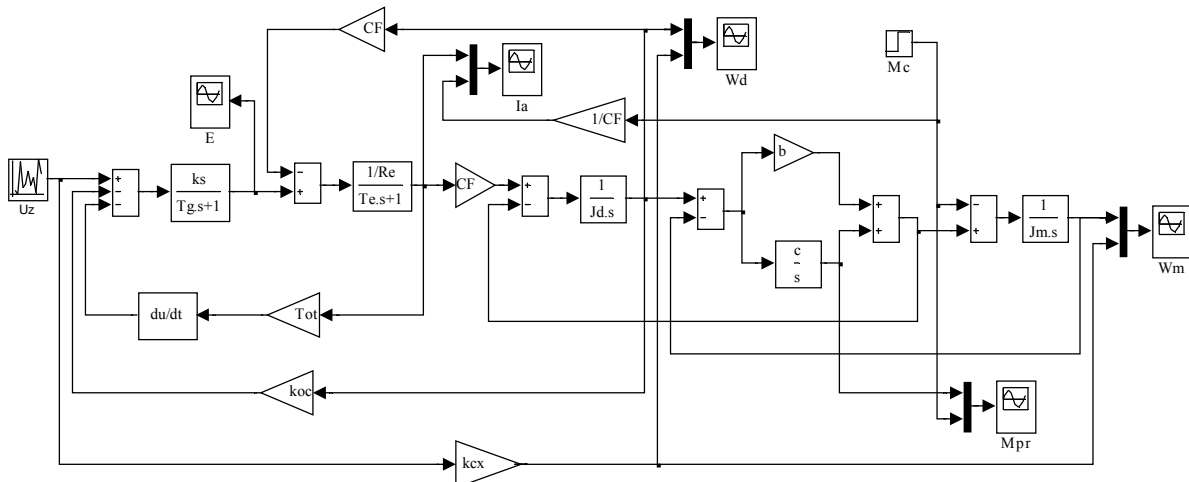 CF
Wd
Mc
Ia
E
1/CF
b
Uz
+
−
−
ks
Tg.s+1
−
+
1/Re
Te.s+1
CF
+
−
1
Jd.s
+
−
c
s
+
+
−
+
1
Jm.s
Wm
du/dt
Tot
koc
Mpr
kcx